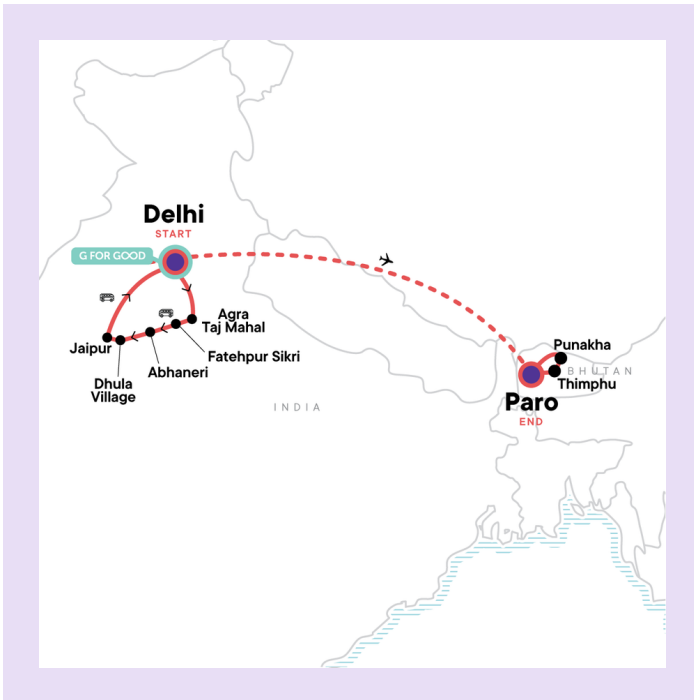 Delhi
START
G FOR GOOD
Agra
Taj Mahal
Jaipur
Fatehpur Sikri
Abhaneri
Dhula
Village
INDIA
Punakha
BHUTAN
Thimphu
Paro
END